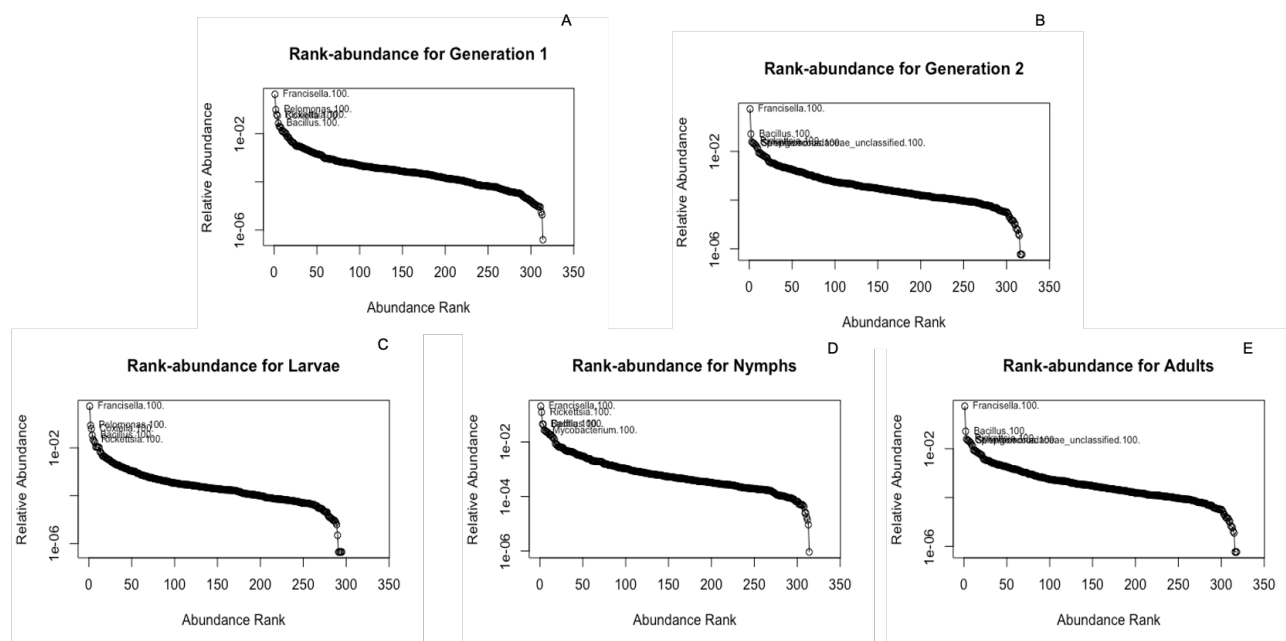 A
Rank-abundance for Generation 1
Relative Abundance
1e-02
1e-06
Francisella.100.
Pelomonas.100.
Bacillus.100.
0 50 100 150 200 250 300 350
Abundance Rank
B
Rank-abundance for Generation 2
Relative Abundance
1e-02
1e-06
Francisella.100.
Bacillus.100.
0 50 100 150 200 250 300 350
Abundance Rank
C
Rank-abundance for Larvae
Relative Abundance
1e-02
1e-06
Francisella.100.
Pelomonas.100.
Bacillus.100.
Rickettsia.100.
0 50 100 150 200 250 300 350
Abundance Rank
D
Rank-abundance for Nymphs
Relative Abundance
1e-02
1e-04
1e-06
Francisella.100.
Rickettsia.100.
Mycobacterium.100.
0 50 100 150 200 250 300 350
Abundance Rank
E
Rank-abundance for Adults
Relative Abundance
1e-02
1e-06
Francisella.100.
Bacillus.100.
0 50 100 150 200 250 300 350
Abundance Rank